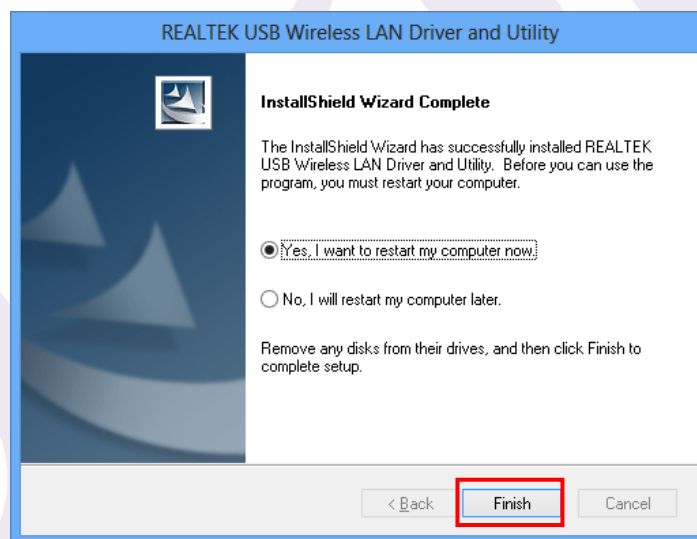 REALTEK USB Wireless LAN Driver and Utility
InstallShield Wizard Complete
The InstallShield Wizard has successfully installed REALTEK
USB Wireless LAN Driver and Utility.  Before you can use the
program, you must restart your computer.
Yes, I want to restart my computer now.
No, I will restart my computer later.
Remove any disks from their drives, and then click Finish to
complete setup.
< Back Finish Cancel